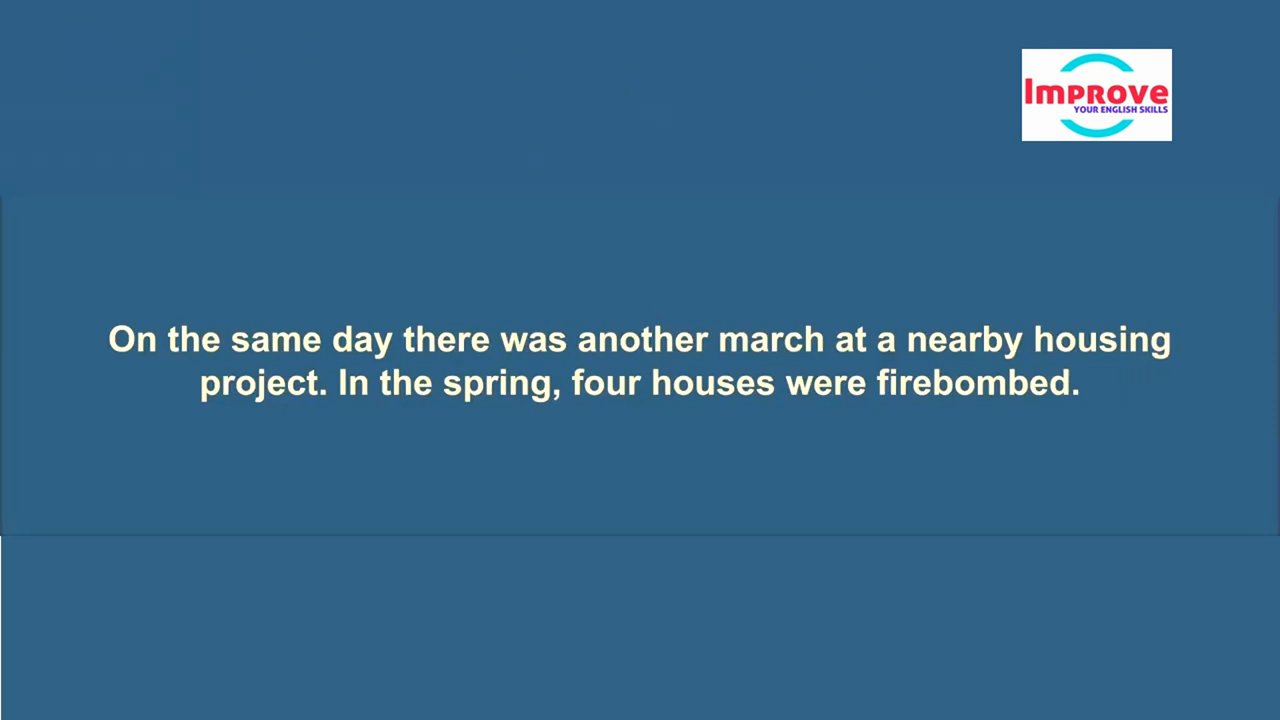 Improve
YOUR ENGLISH SKILLS
On the same day there was another march at a nearby housing
project. In the spring, four houses were firebombed.